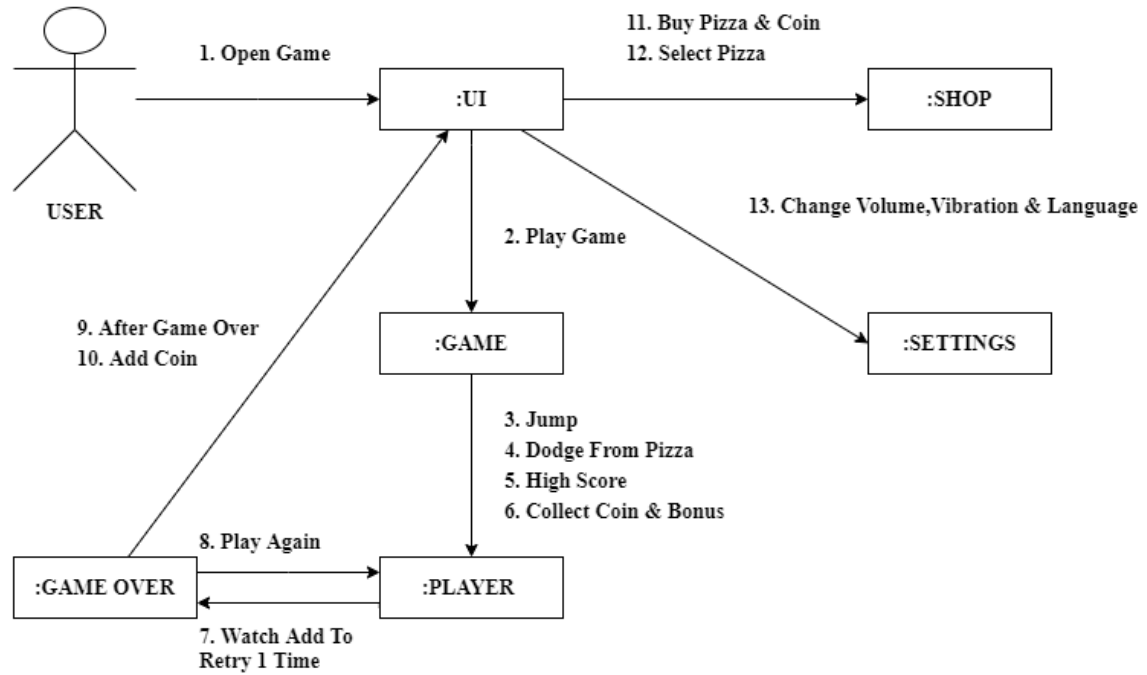 1. Open Game
11. Buy Pizza & Coin
12. Select Pizza
:UI
:SHOP
USER
13. Change Volume,Vibration & Language
2. Play Game
9. After Game Over
10. Add Coin
:GAME
:SETTINGS
3. Jump
4. Dodge From Pizza
5. High Score
6. Collect Coin & Bonus
8. Play Again
:GAME OVER
:PLAYER
7. Watch Add To
Retry 1 Time